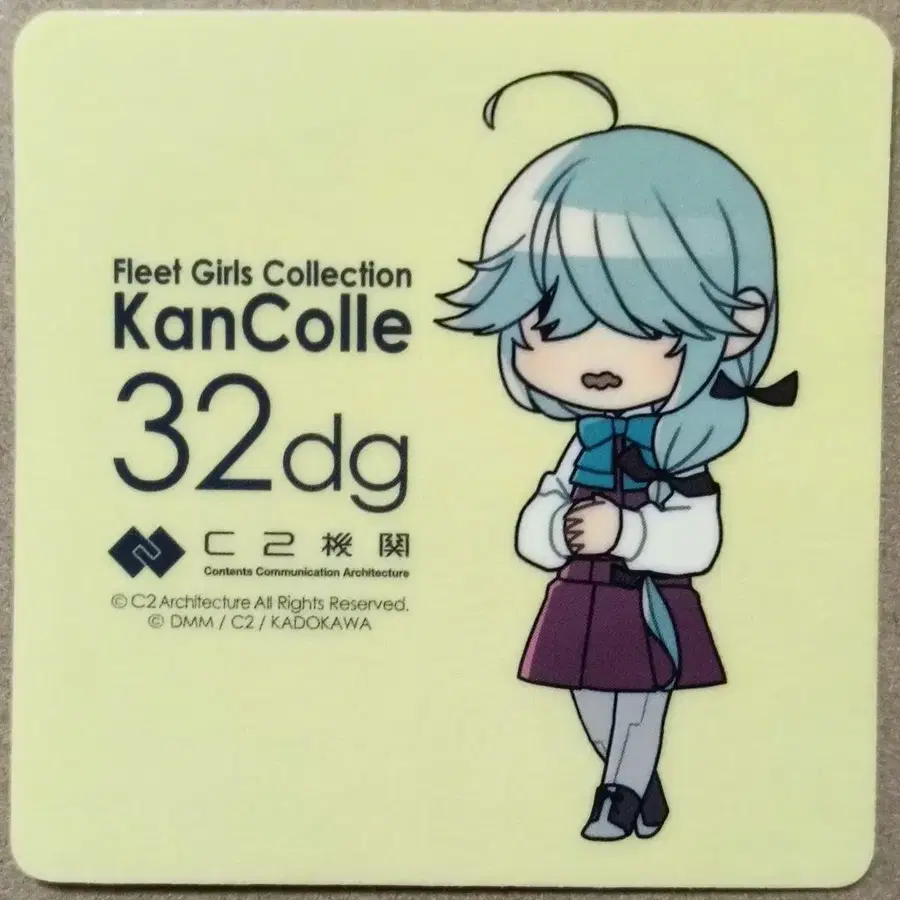 Fleet Girls Collection
KanColle
32dg
C2機関
Contents Communication Architecture
© C2 Architecture All Rights Reserved.
© DMM / C2 / KADOKAWA